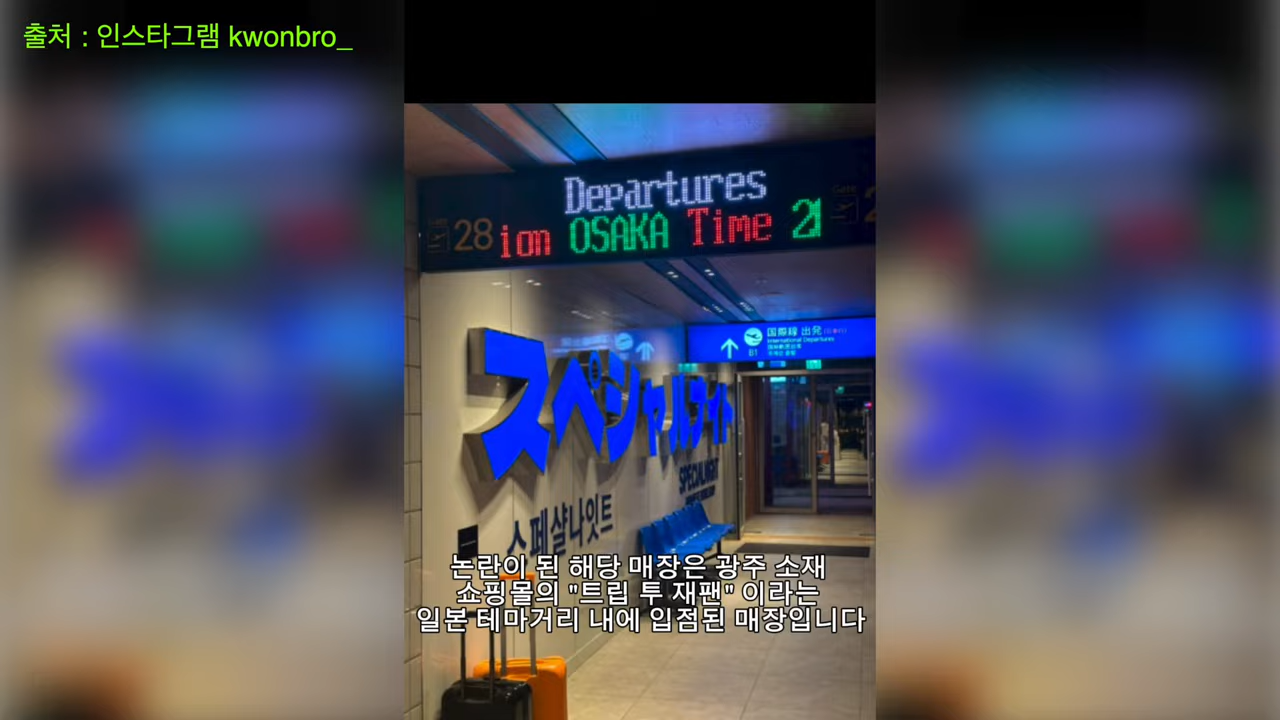 출처 : 인스타그램 kwonbro_
Departures
28
ion OSAKA Time 21
Gate
国際線 出発
International Departures
B1
スペシャルナイト
SPECIAL NIGHT
스페샬나잇트
논란이 된 해당 매장은 광주 소재
쇼핑몰의 "트립 투 재팬" 이라는
일본 테마거리 내에 입점된 매장입니다